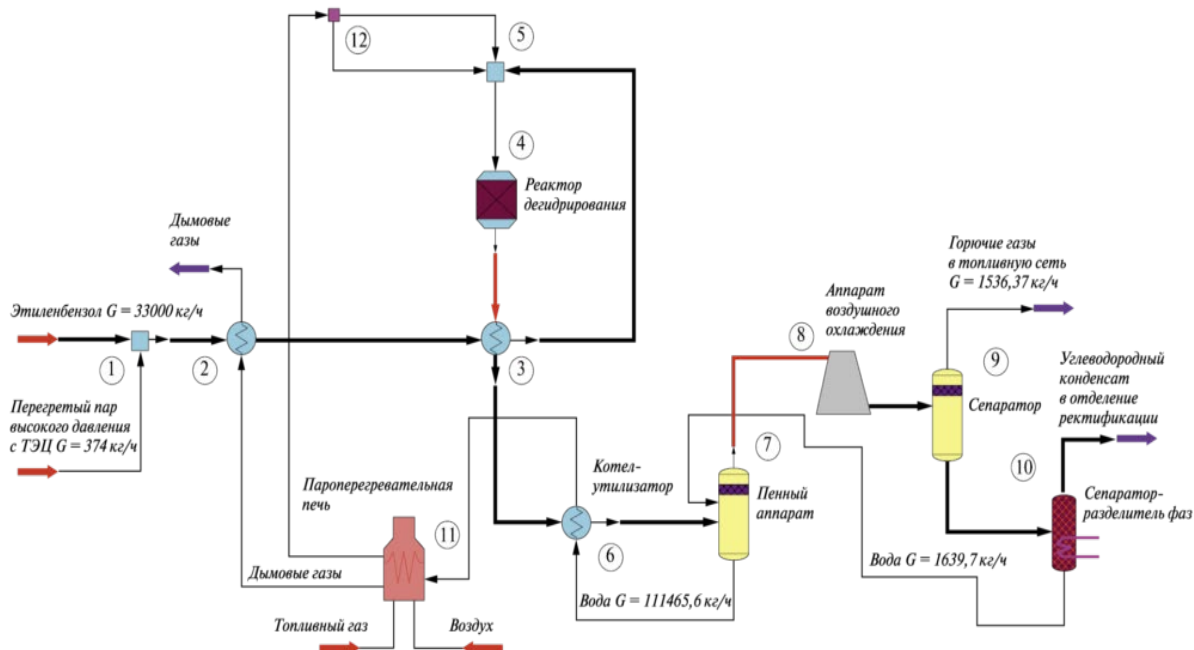 12
5
4
Реактор
дегидрирования
Дымовые
газы
Этиленбензол G = 33000 кг/ч
1
2
3
Перегретый пар
высокого давления
с ТЭЦ G = 374 кг/ч
Горючие газы
в топливную сеть
G = 1536,37 кг/ч
Аппарат
воздушного
охлаждения
8
9
Сепаратор
Углеводородный
конденсат
в отделение
ректификации
10
Сепаратор-
разделитель фаз
7
Пенный
аппарат
Котел-
утилизатор
6
Пароперегревательная
печь
11
Вода G = 1639,7 кг/ч
Дымовые газы
Вода G = 111465,6 кг/ч
Топливный газ
Воздух